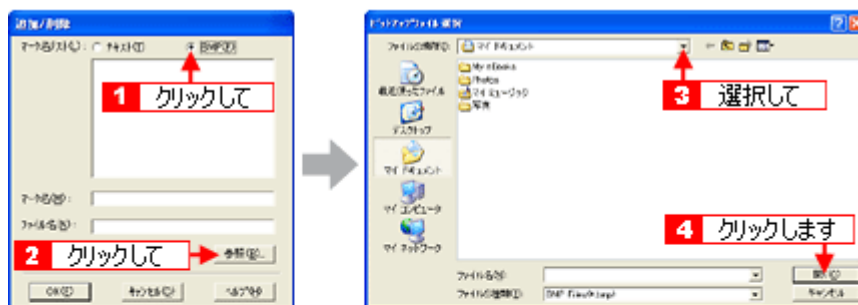 追加/削除
マーク名リスト(L): テキスト(T) BMP(P)
1 クリックして
マーク名(M):
ファイル名(N):
2 クリックして
参照(B)...
OK(O) キャンセル(C) ヘルプ(H)
ビットマップファイル選択
ファイルの場所(I): マイ ドキュメント
最近使ったファイル
デスクトップ
マイ ドキュメント
マイ コンピュータ
マイ ネットワーク
My eBooks
Photos
マイ ミュージック
写真
3 選択して
4 クリックします
ファイル名(N): 開く(O)
ファイルの種類(T): BMP Files(*.bmp) キャンセル